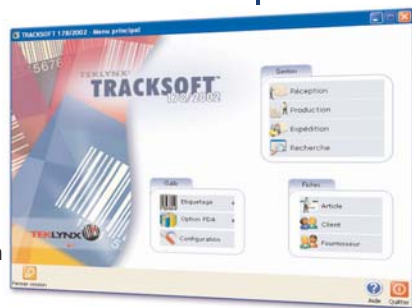 TRACKSOFT 178/2002 - Menu principal
5678
TEKLYNX
TRACKSOFT™
178/2002
Gestion
Réception
Production
Expédition
Recherche
Outils
Etiquetage
Option PDA
Configuration
Fiches
Article
Client
Fournisseur
TEKLYNX
Fermer session
Aide
Quitter